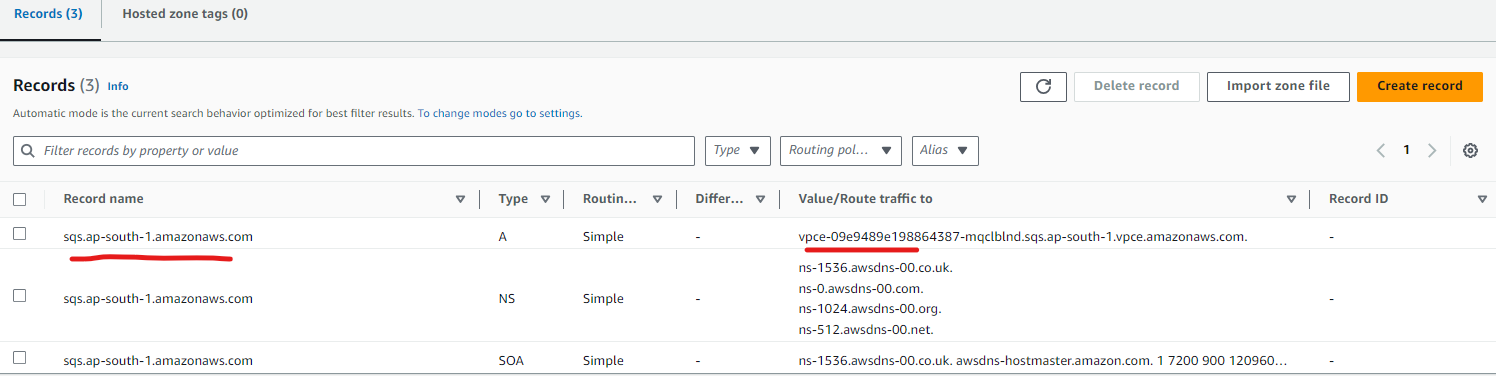 Records (3) Hosted zone tags (0)
Records (3) Info Delete record Import zone file Create record
Automatic mode is the current search behavior optimized for best filter results. To change modes go to settings.
Filter records by property or value Type Routing pol... Alias 1
Record name Type Routin... Differ... Value/Route traffic to Record ID
sqs.ap-south-1.amazonaws.com A Simple - vpce-09e9489e198864387-mqclblnd.sqs.ap-south-1.vpce.amazonaws.com. -
sqs.ap-south-1.amazonaws.com NS Simple - ns-1536.awsdns-00.co.uk. -
ns-0.awsdns-00.com.
ns-1024.awsdns-00.org.
ns-512.awsdns-00.net.
sqs.ap-south-1.amazonaws.com SOA Simple - ns-1536.awsdns-00.co.uk. awsdns-hostmaster.amazon.com. 1 7200 900 120960... -